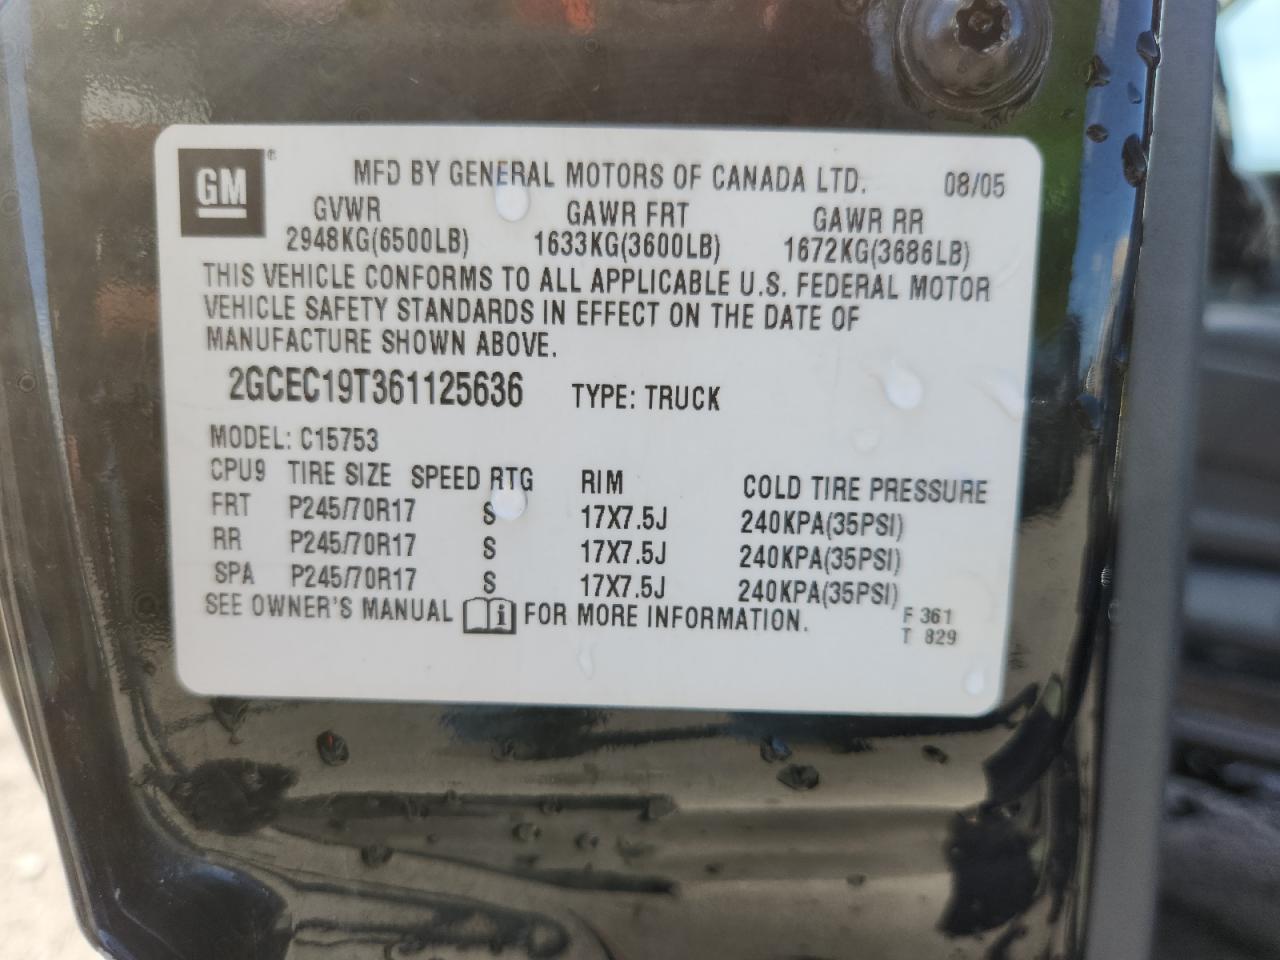 GM ®
MFD BY GENERAL MOTORS OF CANADA LTD. 08/05
GVWR GAWR FRT GAWR RR
2948KG(6500LB) 1633KG(3600LB) 1672KG(3686LB)
THIS VEHICLE CONFORMS TO ALL APPLICABLE U.S. FEDERAL MOTOR
VEHICLE SAFETY STANDARDS IN EFFECT ON THE DATE OF
MANUFACTURE SHOWN ABOVE.
2GCEC19T361125636 TYPE: TRUCK
MODEL: C15753
CPU9 TIRE SIZE SPEED RTG RIM COLD TIRE PRESSURE
FRT P245/70R17 S 17X7.5J 240KPA(35PSI)
RR P245/70R17 S 17X7.5J 240KPA(35PSI)
SPA P245/70R17 S 17X7.5J 240KPA(35PSI)
SEE OWNER'S MANUAL i FOR MORE INFORMATION.
F 361
T 829